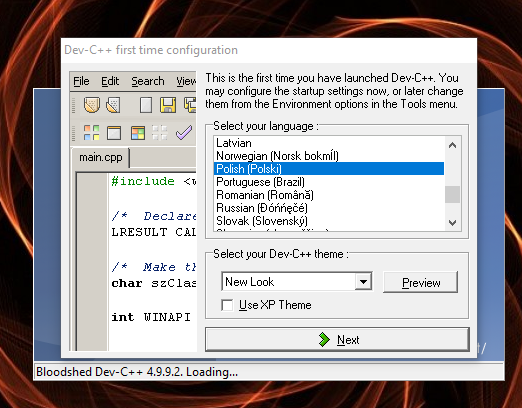 Dev-C++ first time configuration
File Edit Search View
main.cpp
#include <w
/* Declare
LRESULT CAL
/* Make th
char szClas
int WINAPI
This is the first time you have launched Dev-C++. You
may configure the startup settings now, or later change
them from the Environment options in the Tools menu.
Select your language :
Latvian
Norwegian (Norsk bokmĺl)
Polish (Polski)
Portuguese (Brazil)
Romanian (Română)
Russian (Đóńńęčé)
Slovak (Slovenský)
Select your Dev-C++ theme :
New Look
Preview
Use XP Theme
Next
Bloodshed Dev-C++ 4.9.9.2. Loading...